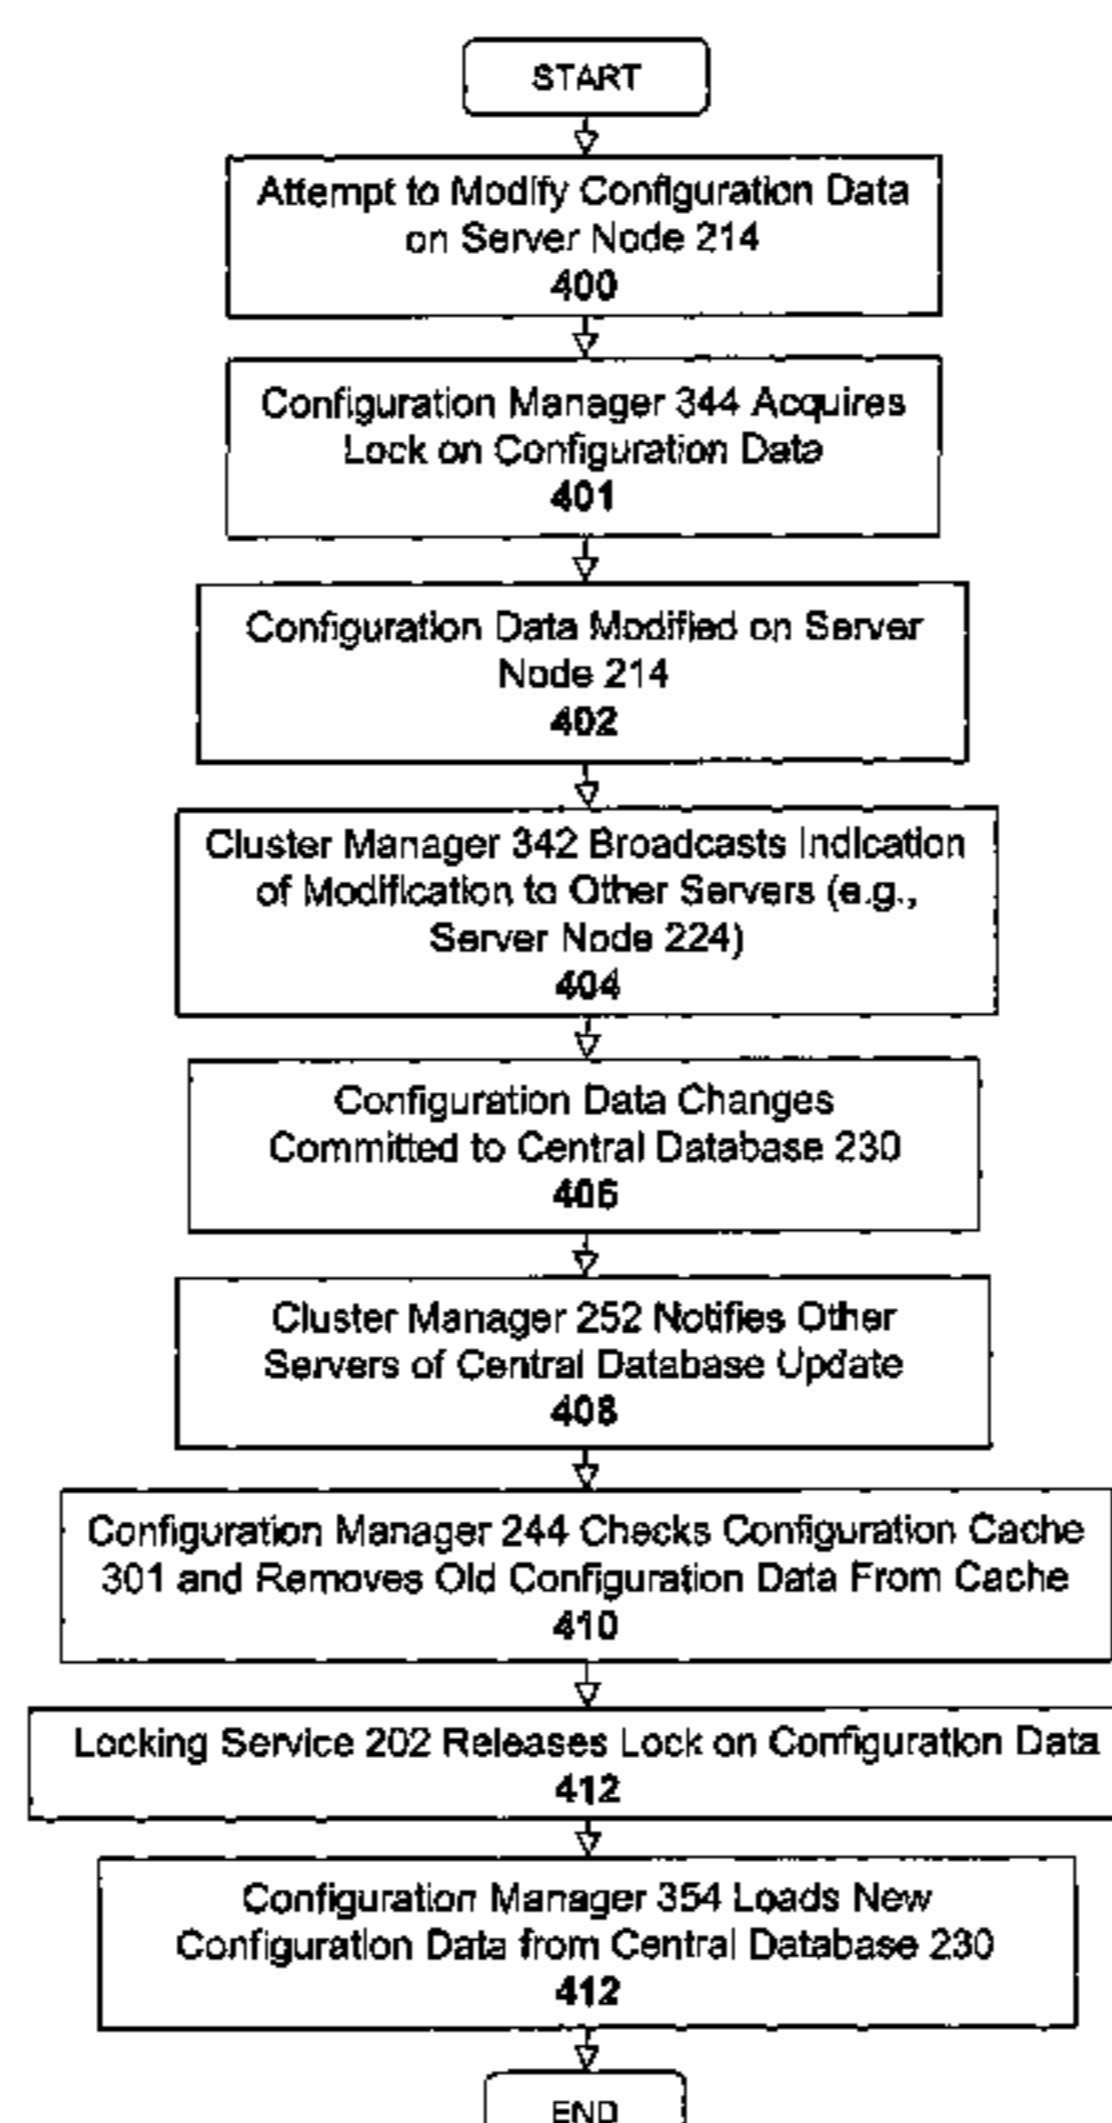 START
Attempt to Modify Configuration Data
on Server Node 214
400
Configuration Manager 344 Acquires
Lock on Configuration Data
401
Configuration Data Modified on Server
Node 214
402
Cluster Manager 342 Broadcasts Indication
of Modification to Other Servers (e.g.,
Server Node 224)
404
Configuration Data Changes
Committed to Central Database 230
406
Cluster Manager 252 Notifies Other
Servers of Central Database Update
408
Configuration Manager 244 Checks Configuration Cache
301 and Removes Old Configuration Data From Cache
410
Locking Service 202 Releases Lock on Configuration Data
412
Configuration Manager 354 Loads New
Configuration Data from Central Database 230
412
END